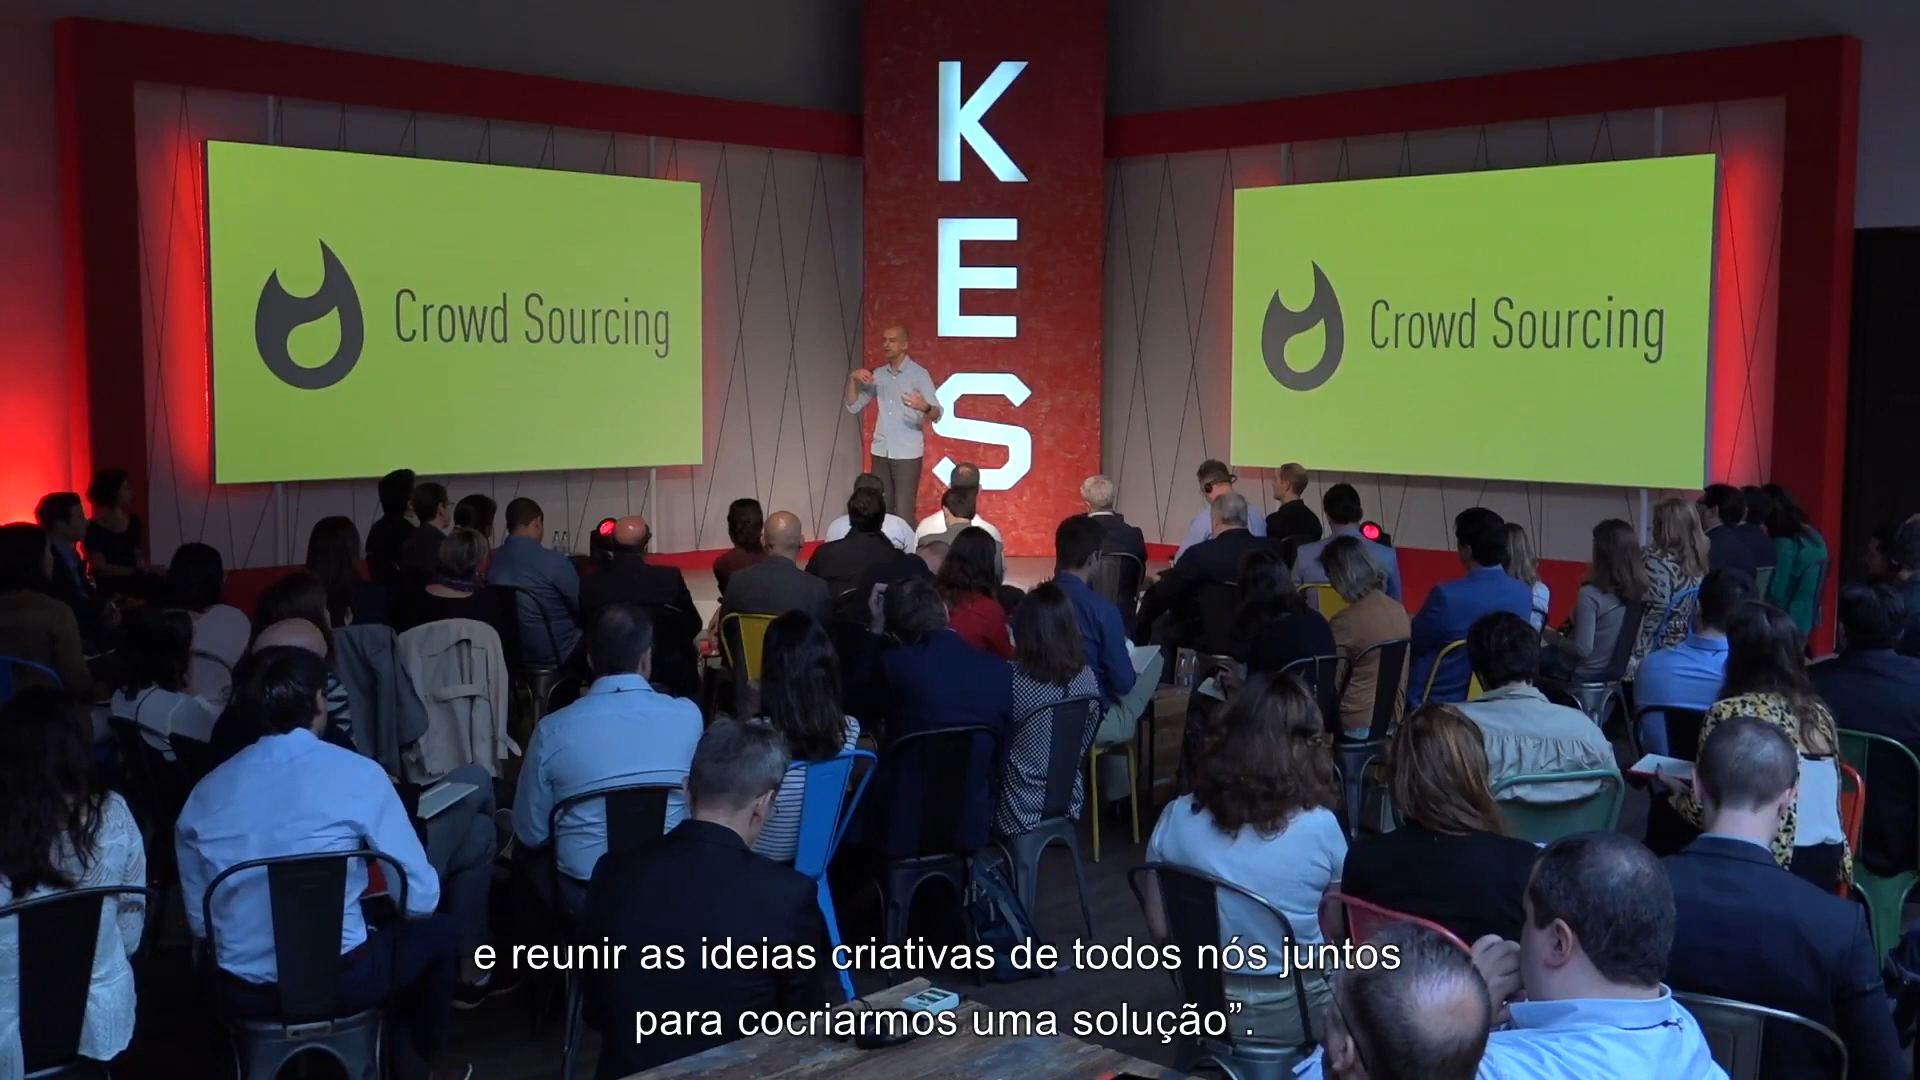 KES
Crowd Sourcing
Crowd Sourcing
e reunir as ideias criativas de todos nós juntos
para cocriarmos uma solução”.